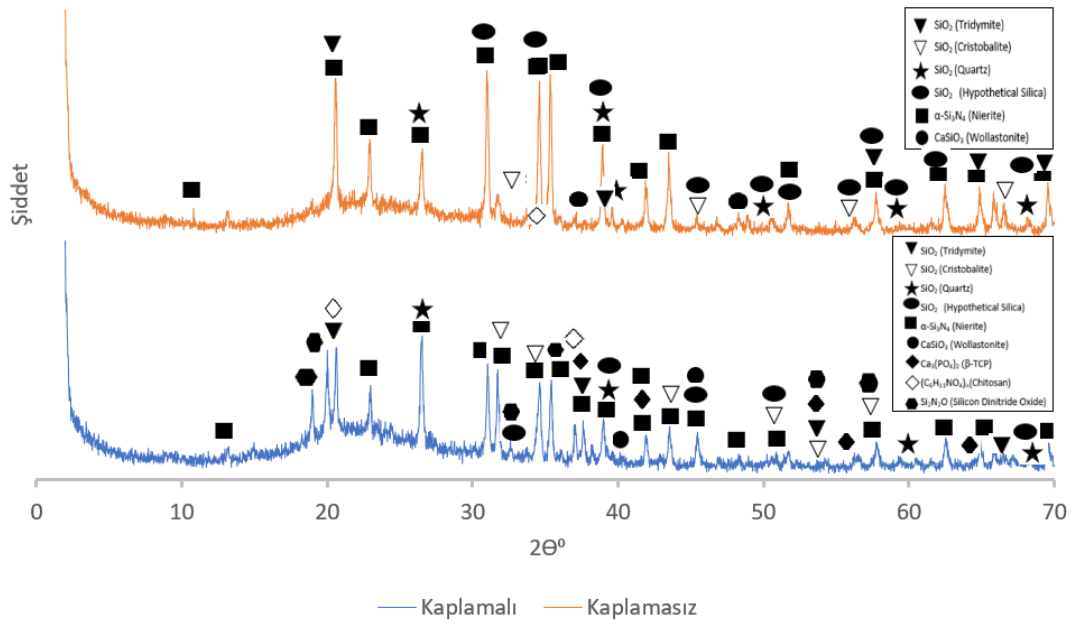 SiO₂ (Tridymite)
SiO₂ (Cristobalite)
SiO₂ (Quartz)
SiO₂ (Hypothetical Silica)
α-Si₃N₄ (Nierite)
CaSiO₃ (Wollastonite)
Şiddet
SiO₂ (Tridymite)
SiO₂ (Cristobalite)
SiO₂ (Quartz)
SiO₂ (Hypothetical Silica)
α-Si₃N₄ (Nierite)
CaSiO₃ (Wollastonite)
Ca₃(PO₄)₂ (β-TCP)
(C₆H₁₁NO₄)ₙ(Chitosan)
Si₂N₂O (Silicon Dinitride Oxide)
0 10 20 30 40 50 60 70
2Θ⁰
Kaplamalı Kaplamasız